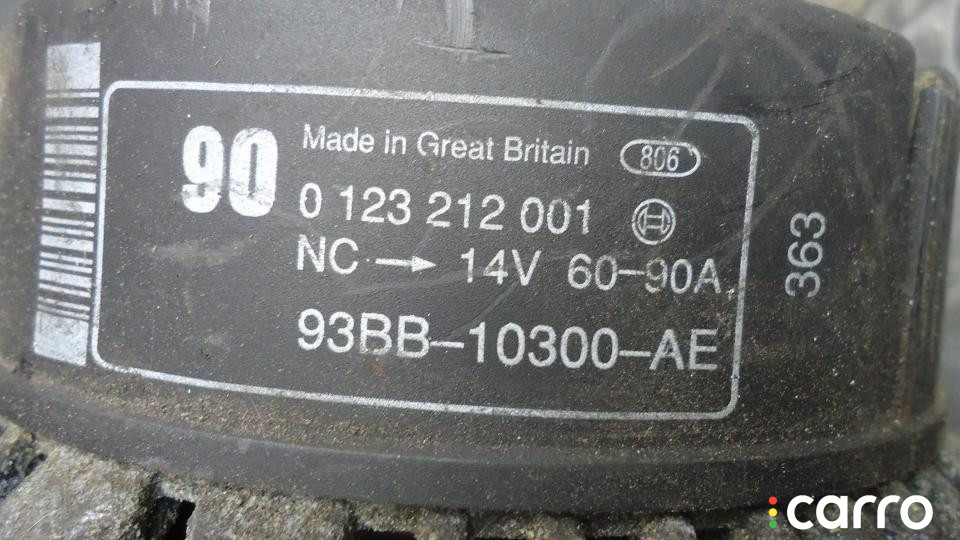 90
Made in Great Britain 806
0 123 212 001
NC → 14V 60-90A
93BB-10300-AE
363
carro